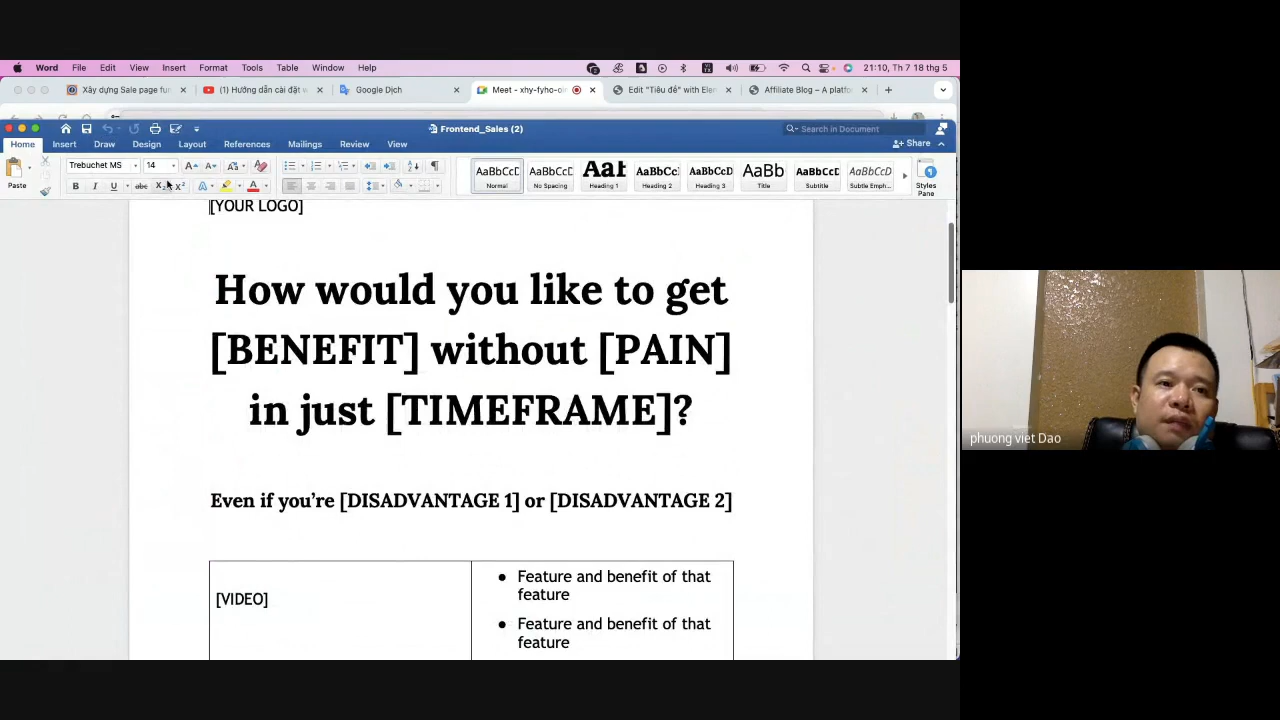 Word File Edit View Insert Format Tools Table Window Help 21:10, Th 7 18 thg 5
Xây dựng Sale page fur (1) Hướng dẫn cài đặt v Google Dịch Meet - xhy-fyho-oi Edit "Tiêu đề" with Eler Affiliate Blog – A platfo
Frontend_Sales (2) Search in Document
Home Insert Draw Design Layout References Mailings Review View Share
Paste Trebuchet MS 14
AaBbCcD AaBbCcD AaBbCc AaBbCcD AaBb AaBbCcD AaBbCcD
Normal No Spacing Heading 1 Heading 2 Heading 3 Title Subtitle Subtle Emph... Styles Pane
[YOUR LOGO]
How would you like to get
[BENEFIT] without [PAIN]
in just [TIMEFRAME]?
Even if you’re [DISADVANTAGE 1] or [DISADVANTAGE 2]
[VIDEO]
● Feature and benefit of that
feature
● Feature and benefit of that
feature
phuong viet Dao